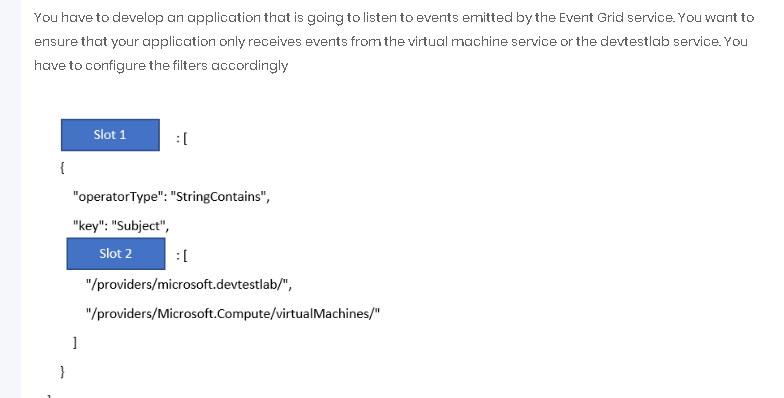 You have to develop an application that is going to listen to events emitted by the Event Grid service. You want to
ensure that your application only receives events from the virtual machine service or the devtestlab service. You
have to configure the filters accordingly
Slot 1 :[
{
"operatorType": "StringContains",
"key": "Subject",
Slot 2 :[
"/providers/microsoft.devtestlab/",
"/providers/Microsoft.Compute/virtualMachines/"
]
}